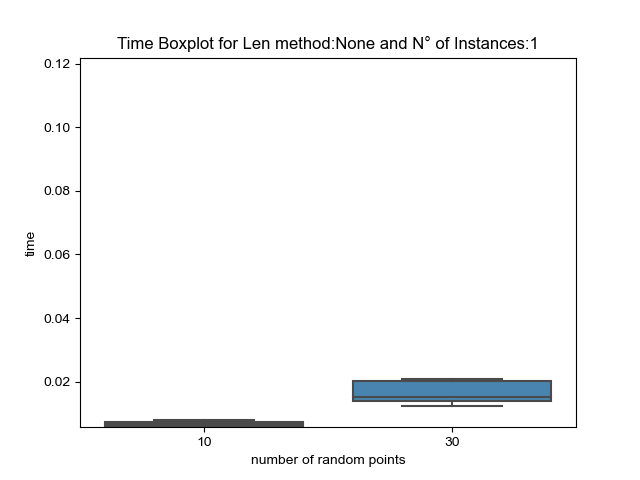 Time Boxplot for Len method:None and N° of Instances:1
0.12
0.10
0.08
0.06
0.04
0.02
time
10 30
number of random points